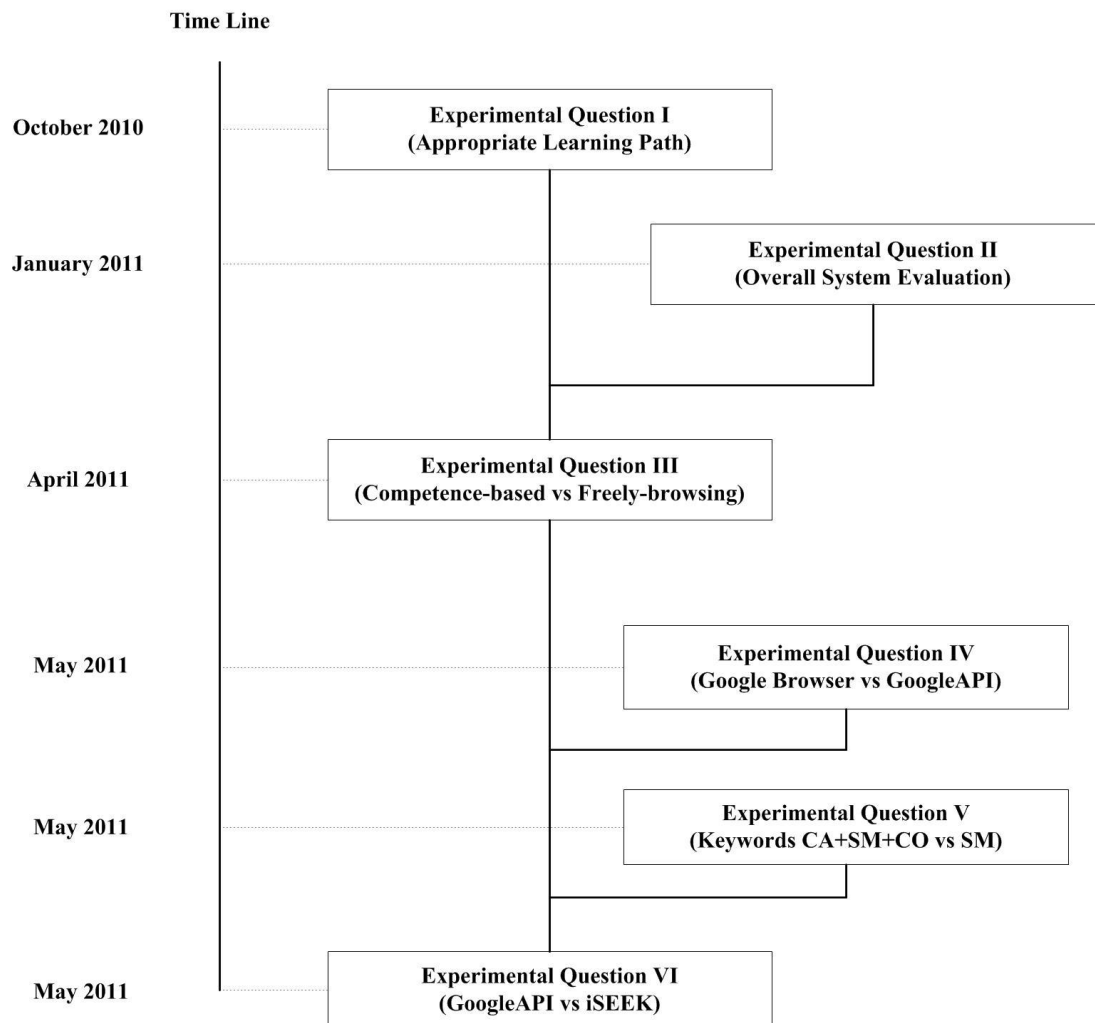 Time Line
October 2010
Experimental Question I
(Appropriate Learning Path)
January 2011
Experimental Question II
(Overall System Evaluation)
April 2011
Experimental Question III
(Competence-based vs Freely-browsing)
May 2011
Experimental Question IV
(Google Browser vs GoogleAPI)
May 2011
Experimental Question V
(Keywords CA+SM+CO vs SM)
May 2011
Experimental Question VI
(GoogleAPI vs iSEEK)